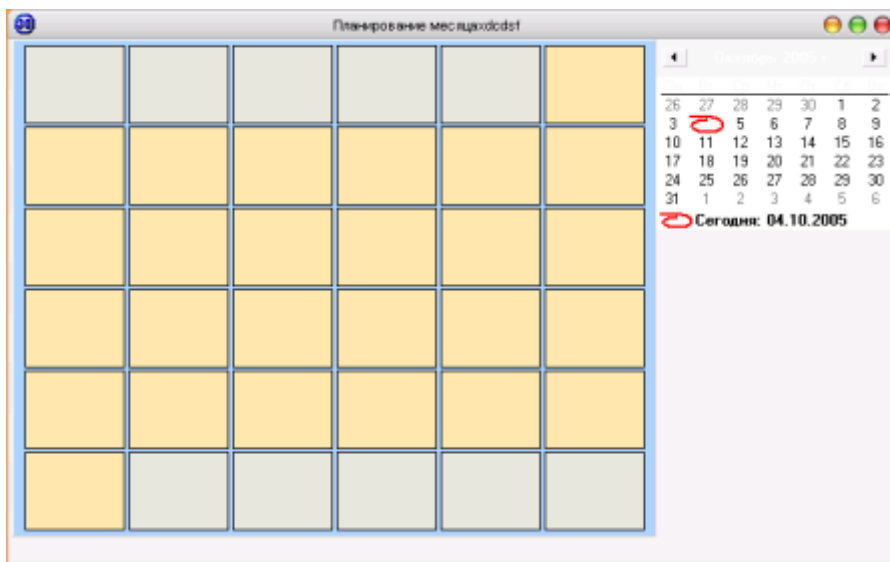 Планирование месяцаxdcdsf
Октябрь 2005 г.
26 27 28 29 30 1 2
3 5 6 7 8 9
10 11 12 13 14 15 16
17 18 19 20 21 22 23
24 25 26 27 28 29 30
31 1 2 3 4 5 6
Сегодня: 04.10.2005